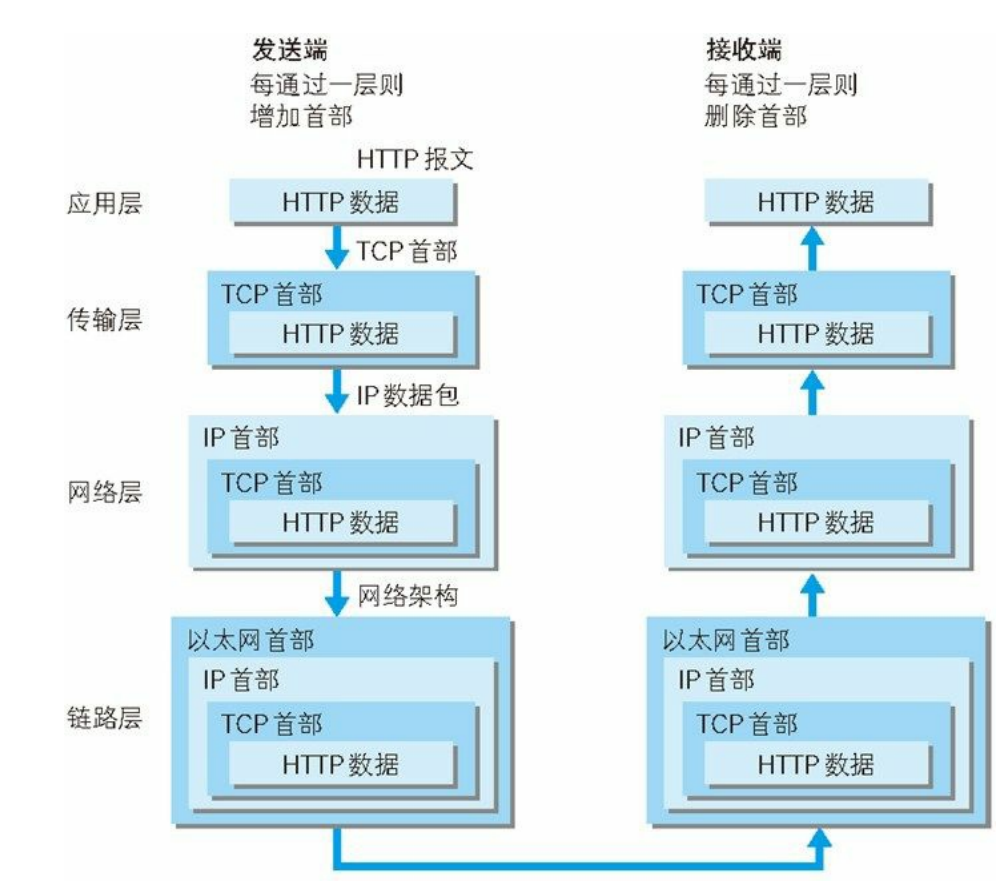 发送端
每通过一层则
增加首部
接收端
每通过一层则
删除首部
HTTP 报文
应用层
HTTP 数据
HTTP 数据
TCP 首部
传输层
TCP 首部
HTTP 数据
TCP 首部
HTTP 数据
IP 数据包
网络层
IP 首部
TCP 首部
HTTP 数据
IP 首部
TCP 首部
HTTP 数据
网络架构
链路层
以太网首部
IP 首部
TCP 首部
HTTP 数据
以太网首部
IP 首部
TCP 首部
HTTP 数据